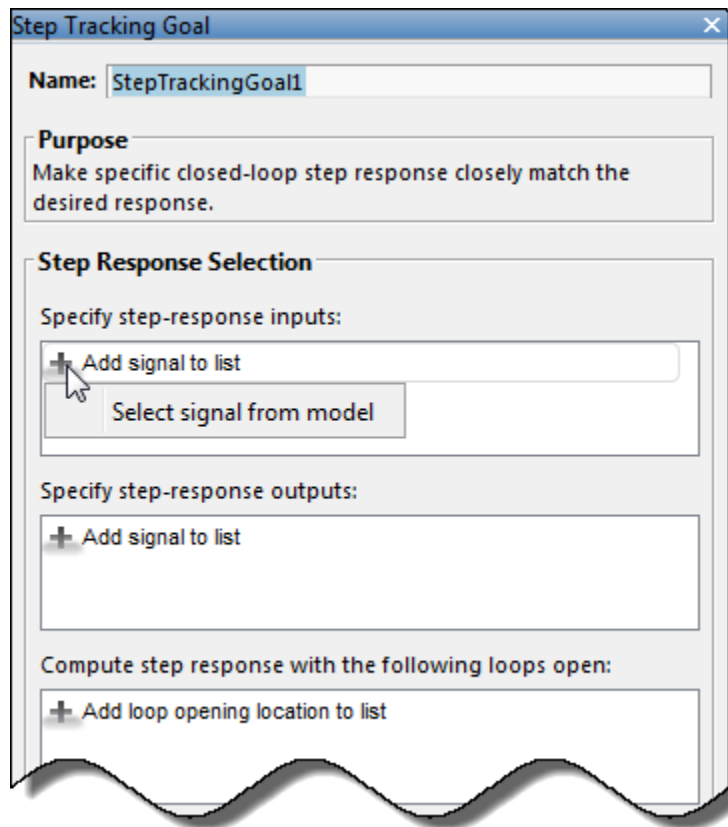 Step Tracking Goal
Name: StepTrackingGoal1
Purpose
Make specific closed-loop step response closely match the
desired response.
Step Response Selection
Specify step-response inputs:
Add signal to list
Select signal from model
Specify step-response outputs:
Add signal to list
Compute step response with the following loops open:
Add loop opening location to list